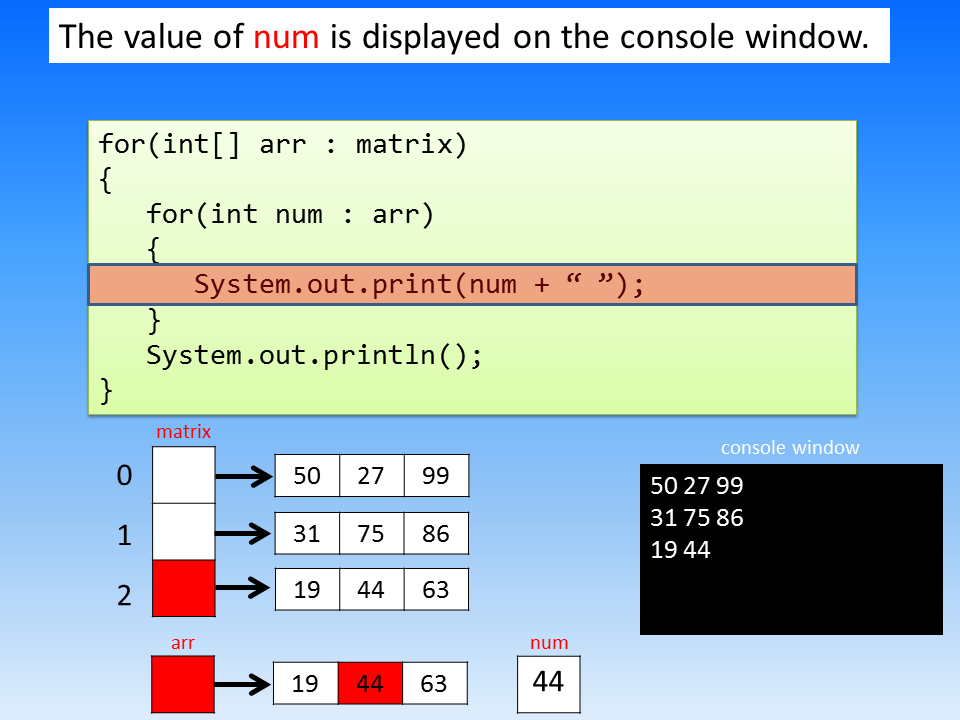 The value of num is displayed on the console window.
for(int[] arr : matrix)
{
   for(int num : arr)
   {
      System.out.print(num + “ ”);
   }
   System.out.println();
}
matrix
0
50 27 99
1
31 75 86
2
19 44 63
console window
50 27 99
31 75 86
19 44
arr
19 44 63
num
44